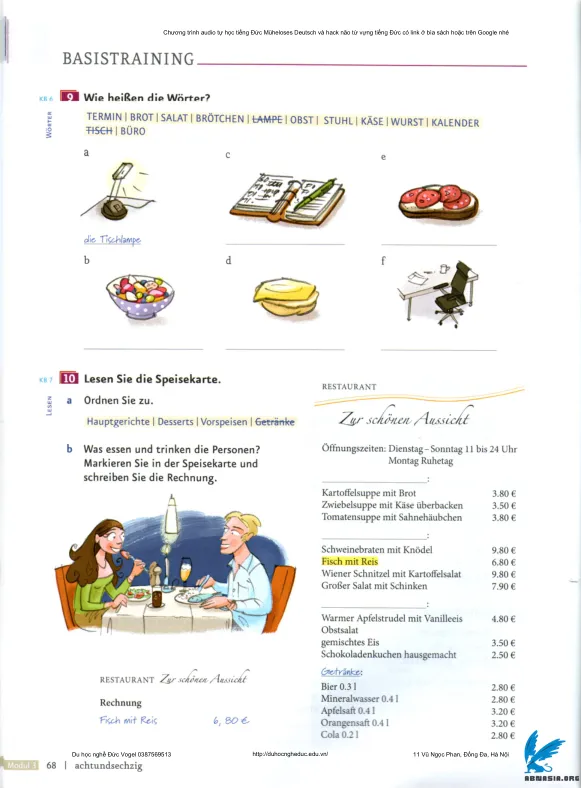 Chương trình audio tự học tiếng Đức Müheloses Deutsch và hack não từ vựng tiếng Đức có link ở bìa sách hoặc trên Google nhé
BASISTRAINING
KB 6 9 Wie heißen die Wörter?
WÖRTER
TERMIN | BROT | SALAT | BRÖTCHEN | LAMPE | OBST | STUHL | KÄSE | WURST | KALENDER
TISCH | BÜRO
a
c
e
die Tischlampe
b
d
f
KB 7 10 Lesen Sie die Speisekarte.
LESEN
a Ordnen Sie zu.
Hauptgerichte | Desserts | Vorspeisen | Getränke
b Was essen und trinken die Personen?
Markieren Sie in der Speisekarte und
schreiben Sie die Rechnung.
RESTAURANT Zur schönen Aussicht
Rechnung
Fisch mit Reis 6, 80 €
RESTAURANT
Zur schönen Aussicht
Öffnungszeiten: Dienstag – Sonntag 11 bis 24 Uhr
Montag Ruhetag
:
Kartoffelsuppe mit Brot 3.80 €
Zwiebelsuppe mit Käse überbacken 3.50 €
Tomatensuppe mit Sahnehäubchen 3.80 €
:
Schweinebraten mit Knödel 9.80 €
Fisch mit Reis 6.80 €
Wiener Schnitzel mit Kartoffelsalat 9.80 €
Großer Salat mit Schinken 7.90 €
:
Warmer Apfelstrudel mit Vanilleeis 4.80 €
Obstsalat
gemischtes Eis 3.50 €
Schokoladenkuchen hausgemacht 2.50 €
Getränke:
Bier 0.3 l 2.80 €
Mineralwasser 0.4 l 2.80 €
Apfelsaft 0.4 l 3.20 €
Orangensaft 0.4 l 3.20 €
Cola 0.2 l 2.80 €
Du học nghề Đức Vogel 0387569513
http://duhocngheduc.edu.vn/
11 Vũ Ngọc Phan, Đống Đa, Hà Nội
Modul 3 68 | achtundsechzig
ABWASIA.ORG